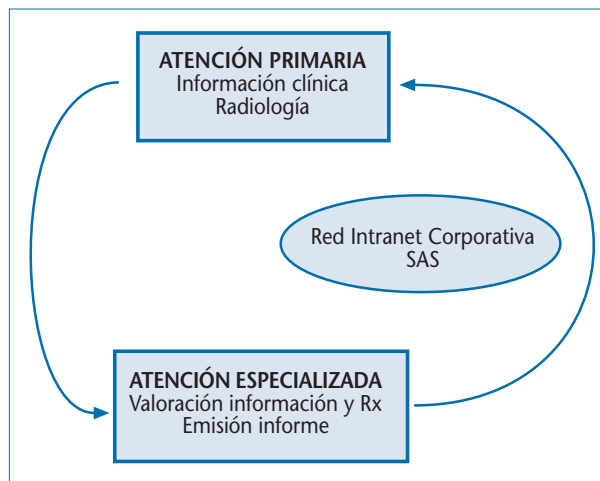 ATENCIÓN PRIMARIA
Información clínica
Radiología
Red Intranet Corporativa
SAS
ATENCIÓN ESPECIALIZADA
Valoración información y Rx
Emisión informe